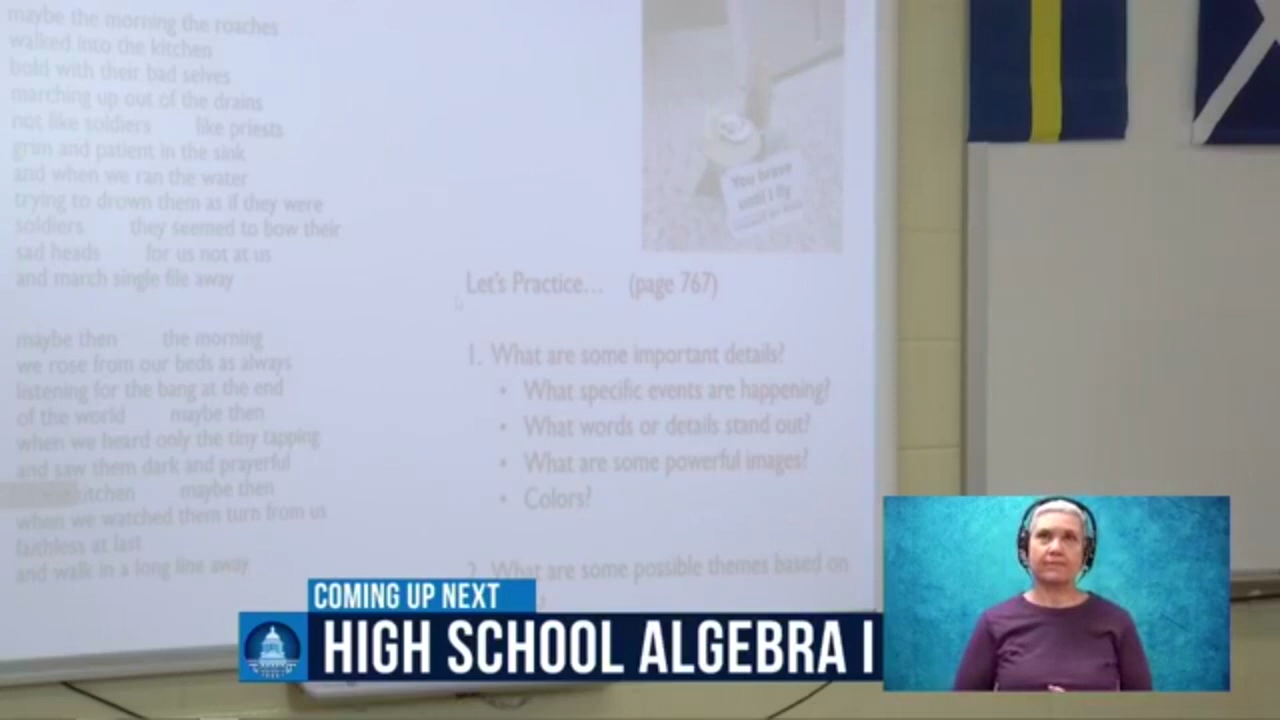 maybe the morning the roaches
walked into the kitchen
bold with their bad selves
marching up out of the drains
not like soldiers like priests
grim and patient in the sink
and when we ran the water
trying to drown them as if they were
soldiers they seemed to bow their
sad heads for us not at us
and march single file away
maybe then the morning
we rose from our beds as always
listening for the bang at the end
of the world maybe then
when we heard only the tiny tapping
and saw them dark and prayerful
kitchen maybe then
when we watched them turn from us
faithless at last
and walk in a long line away
You brave
until I fly
Let's Practice... (page 767)
1. What are some important details?
• What specific events are happening?
• What words or details stand out?
• What are some powerful images?
• Colors?
2. What are some possible themes based on
COMING UP NEXT
HIGH SCHOOL ALGEBRA I